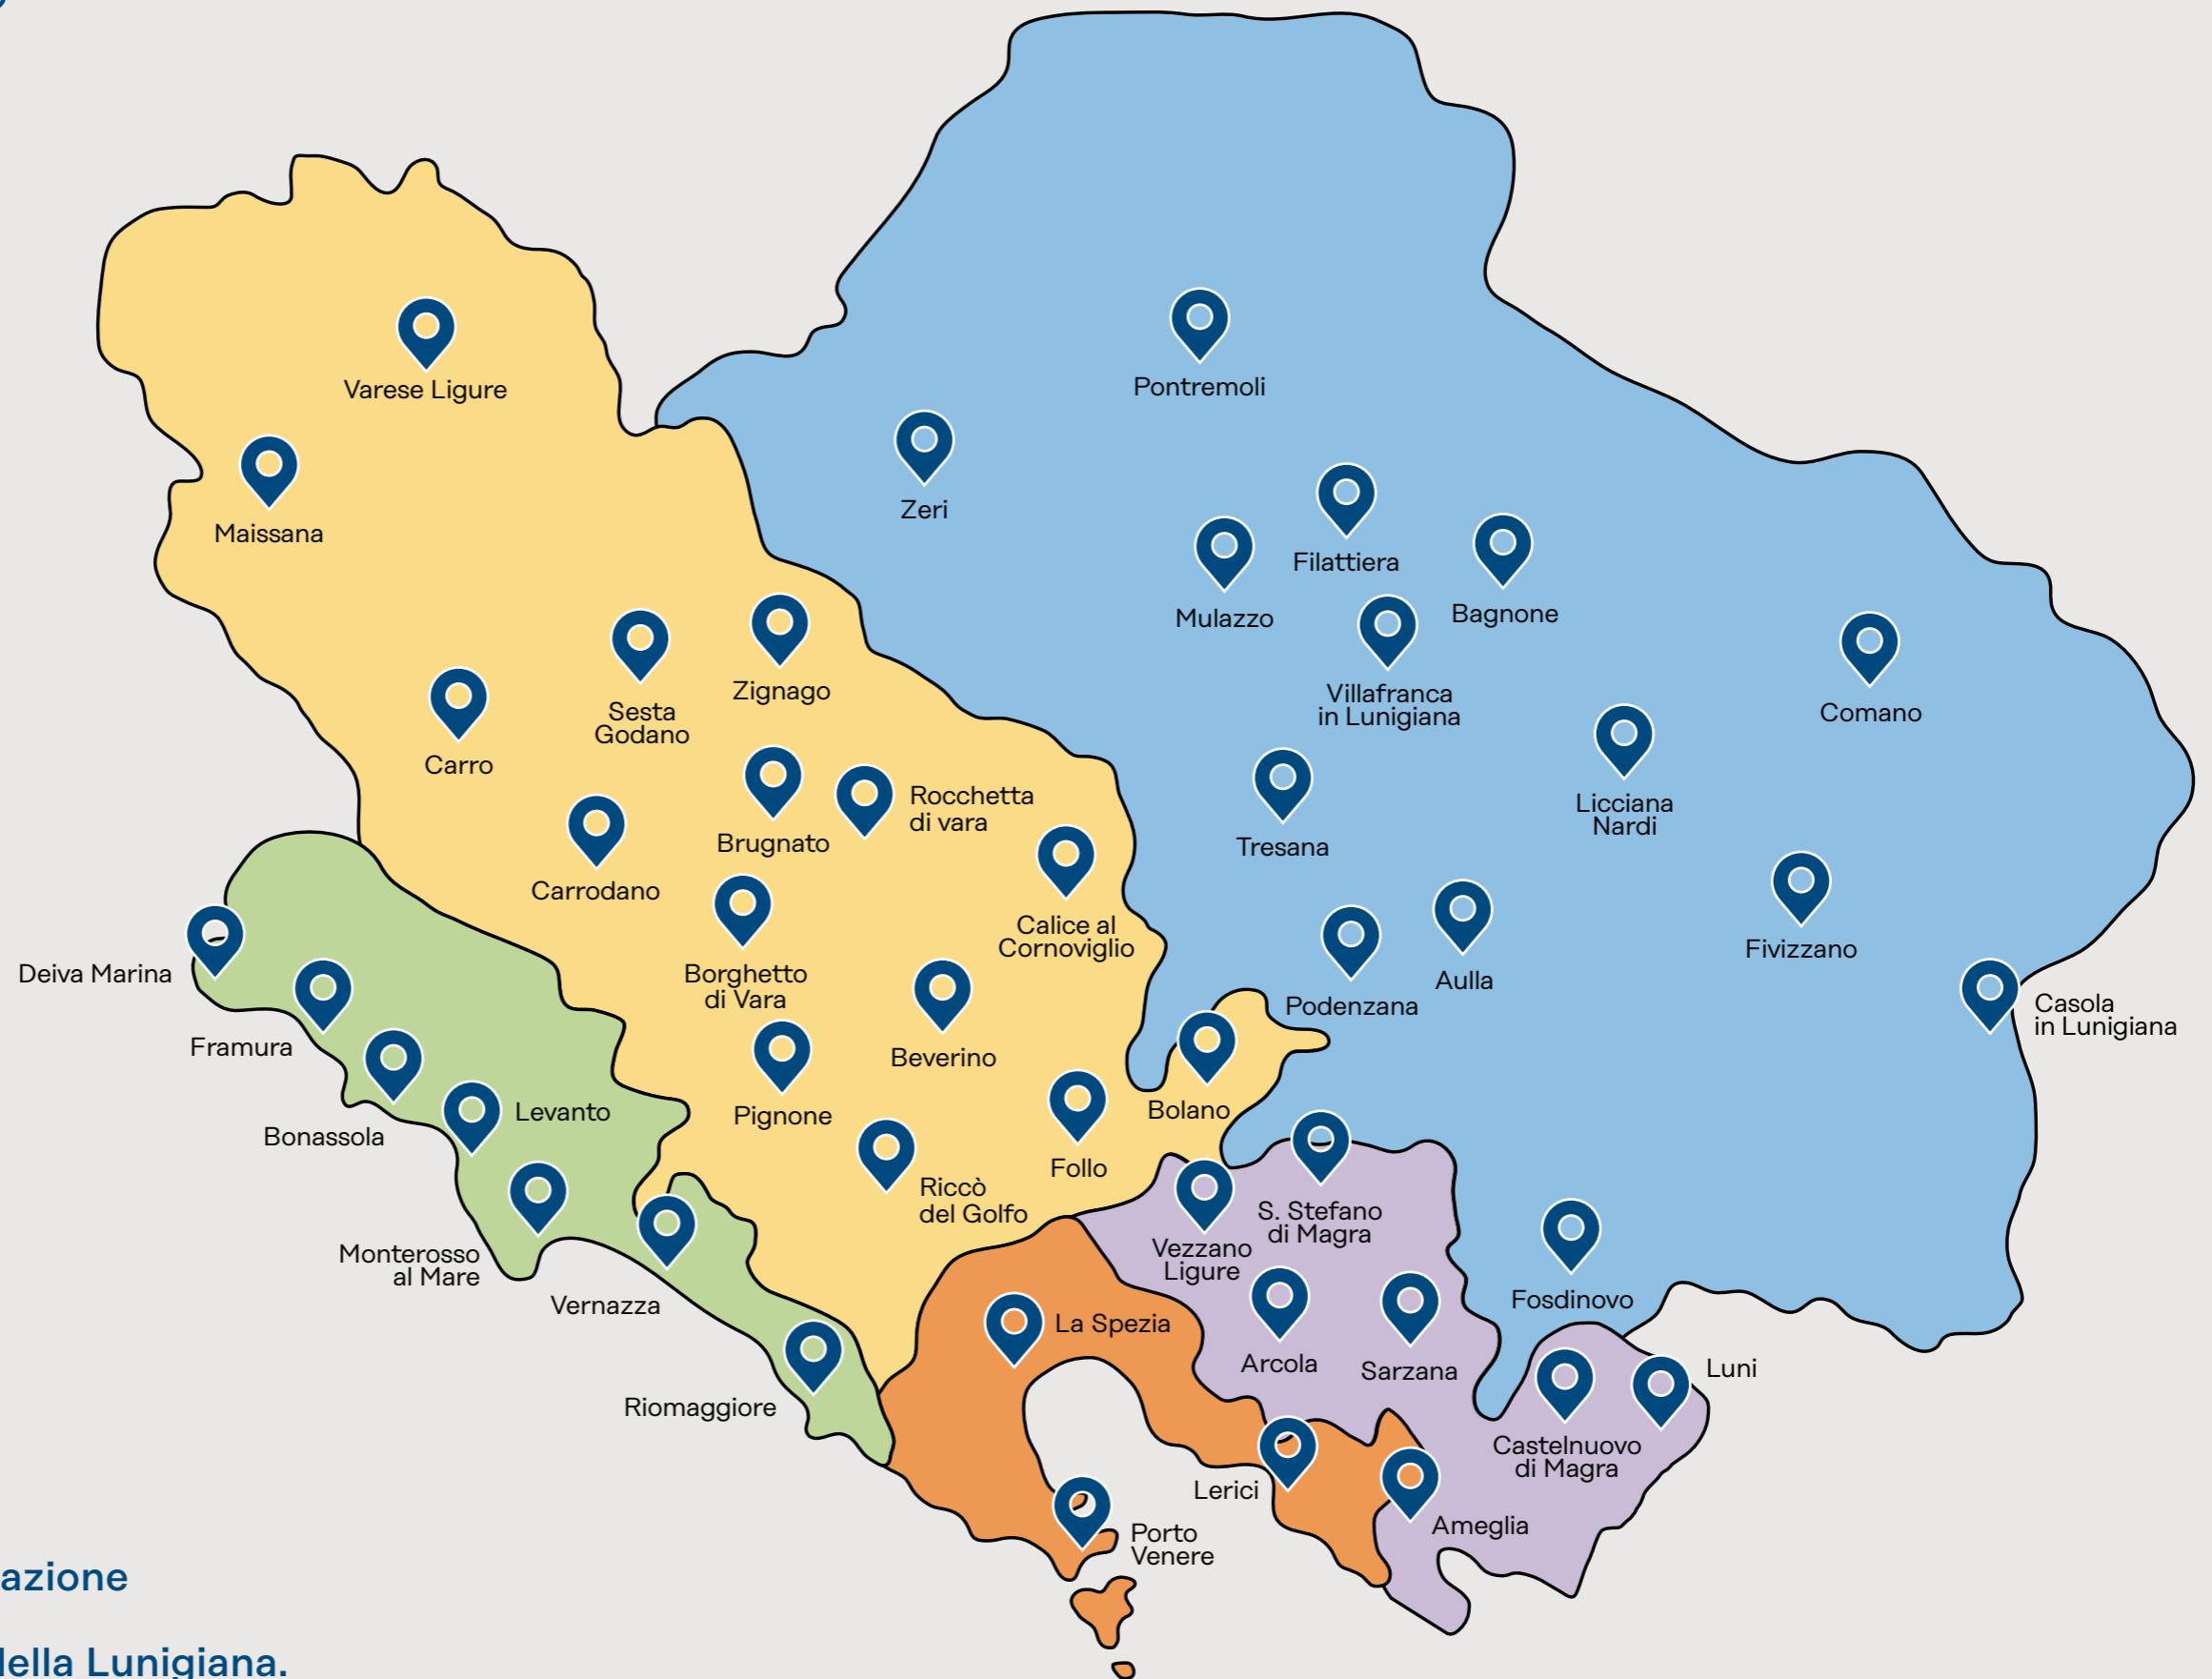 Varese Ligure
Pontremoli
Maissana
Zeri
Filattiera
Mulazzo
Bagnone
Zignago
Villafranca
in Lunigiana
Sesta
Godano
Comano
Carro
Licciana
Nardi
Rocchetta
di vara
Brugnato
Tresana
Carrodano
Calice al
Cornoviglio
Fivizzano
Deiva Marina
Borghetto
di Vara
Aulla
Podenzana
Casola
in Lunigiana
Framura
Beverino
Levanto
Pignone
Bolano
Bonassola
Follo
Riccò
del Golfo
S. Stefano
di Magra
Monterosso
al Mare
Vezzano
Ligure
Vernazza
Fosdinovo
La Spezia
Arcola
Sarzana
Luni
Riomaggiore
Castelnuovo
di Magra
Lerici
Ameglia
Porto
Venere
azione
della Lunigiana.